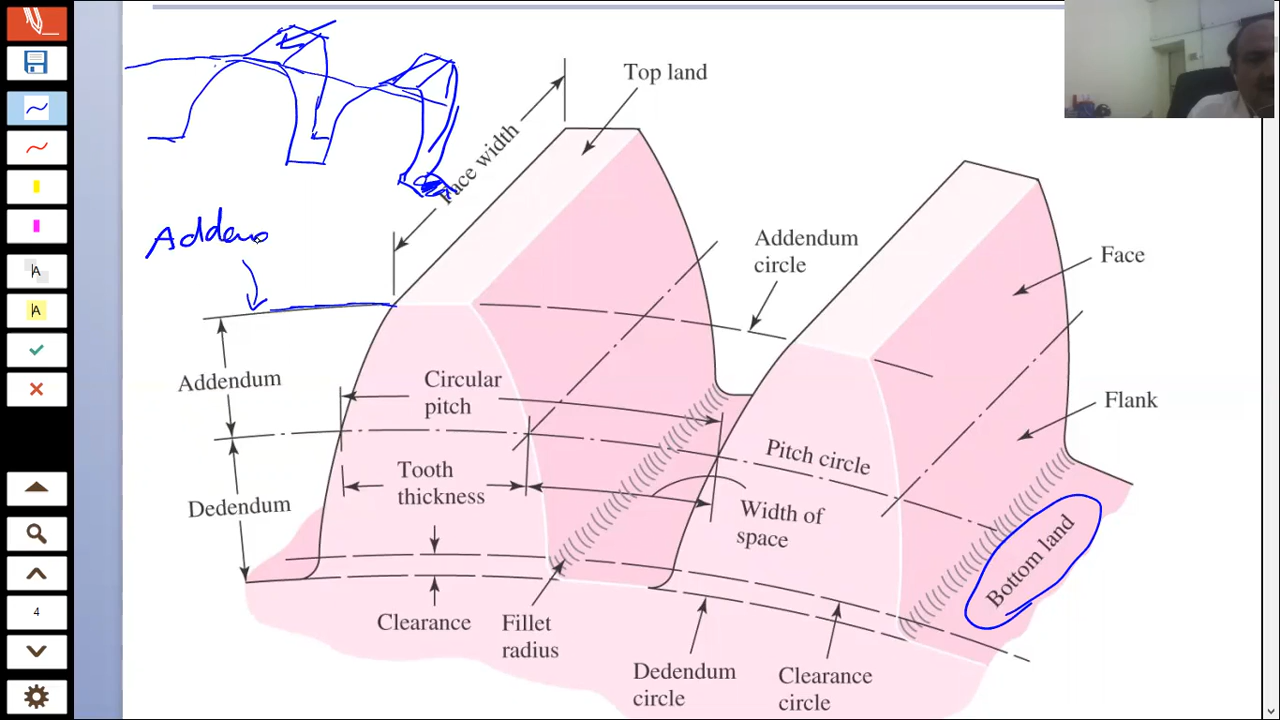 Top land
Face width
Addeno
Addendum
circle
Face
Addendum
Circular
pitch
Flank
Pitch circle
Tooth
thickness
Dedendum
Width of
space
Bottom land
Clearance
Fillet
radius
Dedendum
circle
Clearance
circle
A
A
4